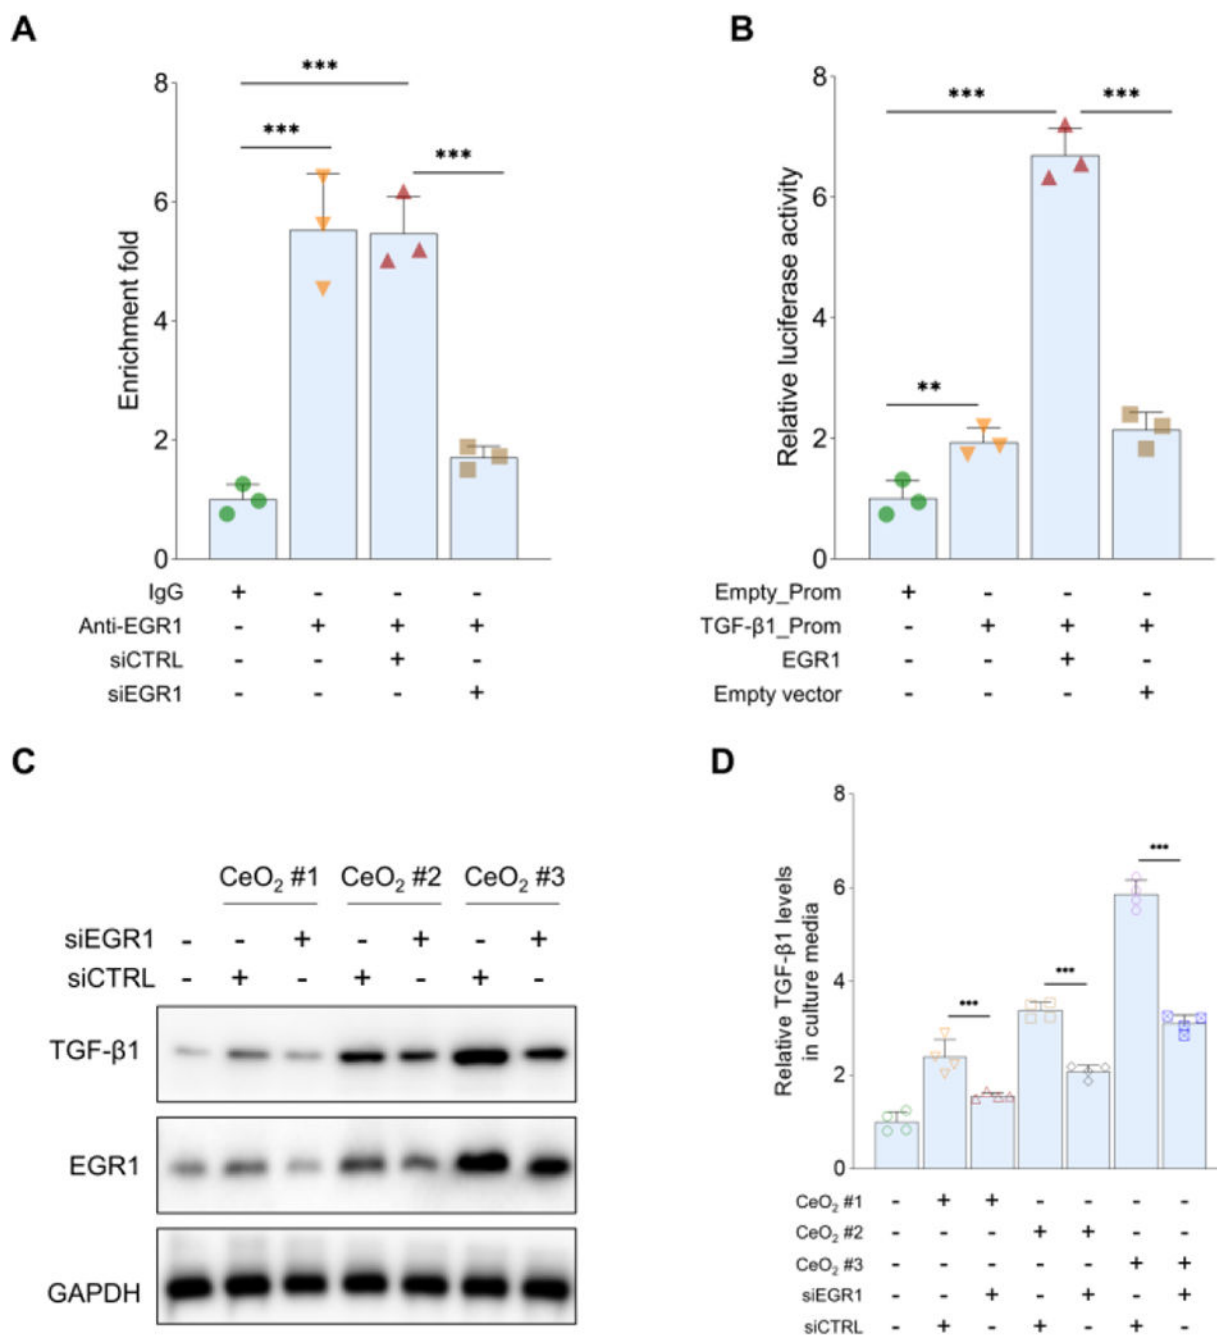 A
8
6
4
2
0
Enrichment fold
***
***
***
IgG + - - -
Anti-EGR1 - + + +
siCTRL - - + -
siEGR1 - - - +
B
8
6
4
2
0
Relative luciferase activity
***
***
**
Empty_Prom + - - -
TGF-β1_Prom - + + +
EGR1 - - + -
Empty vector - - - +
C
CeO₂ #1 CeO₂ #2 CeO₂ #3
siEGR1 - - + - + - +
siCTRL - + - + - + -
TGF-β1
EGR1
GAPDH
D
8
6
4
2
0
Relative TGF-β1 levels
in culture media
***
***
***
CeO₂ #1 - + + - - - -
CeO₂ #2 - - - + + - -
CeO₂ #3 - - - - - + +
siEGR1 - - + - + - +
siCTRL - + - + - + -